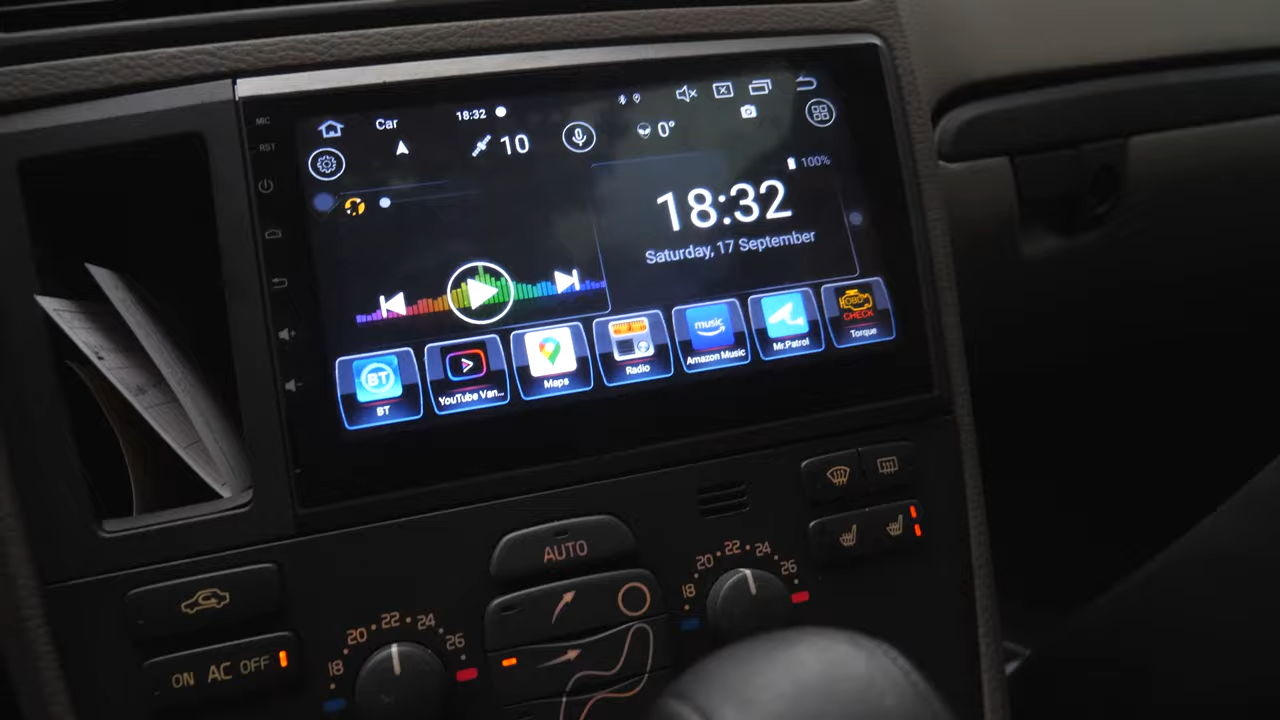 MIC
RST
Car
18:32
10
0°
100%
18:32
Saturday, 17 September
BT
BT
YouTube Van...
Maps
Radio
music
Amazon Music
Mr.Patrol
OBD2
CHECK
Torque
AUTO
18 20 22 24 26
18 20 22 24 26
ON AC OFF